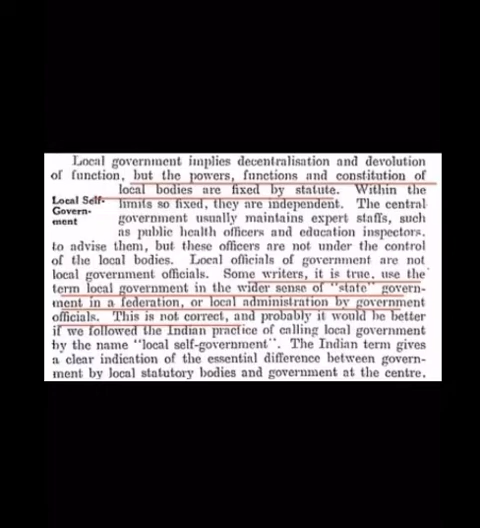 Local government implies decentralisation and devolution
of function, but the powers, functions and constitution of
local bodies are fixed by statute. Within the
Local Self-
Govern-
ment
limits so fixed, they are independent. The central
government usually maintains expert staffs, such
as public health officers and education inspectors,
to advise them, but these officers are not under the control
of the local bodies. Local officials of government are not
local government officials. Some writers, it is true, use the
term local government in the wider sense of "state" govern-
ment in a federation, or local administration by government
officials. This is not correct, and probably it would be better
if we followed the Indian practice of calling local government
by the name "local self-government". The Indian term gives
a clear indication of the essential difference between govern-
ment by local statutory bodies and government at the centre.